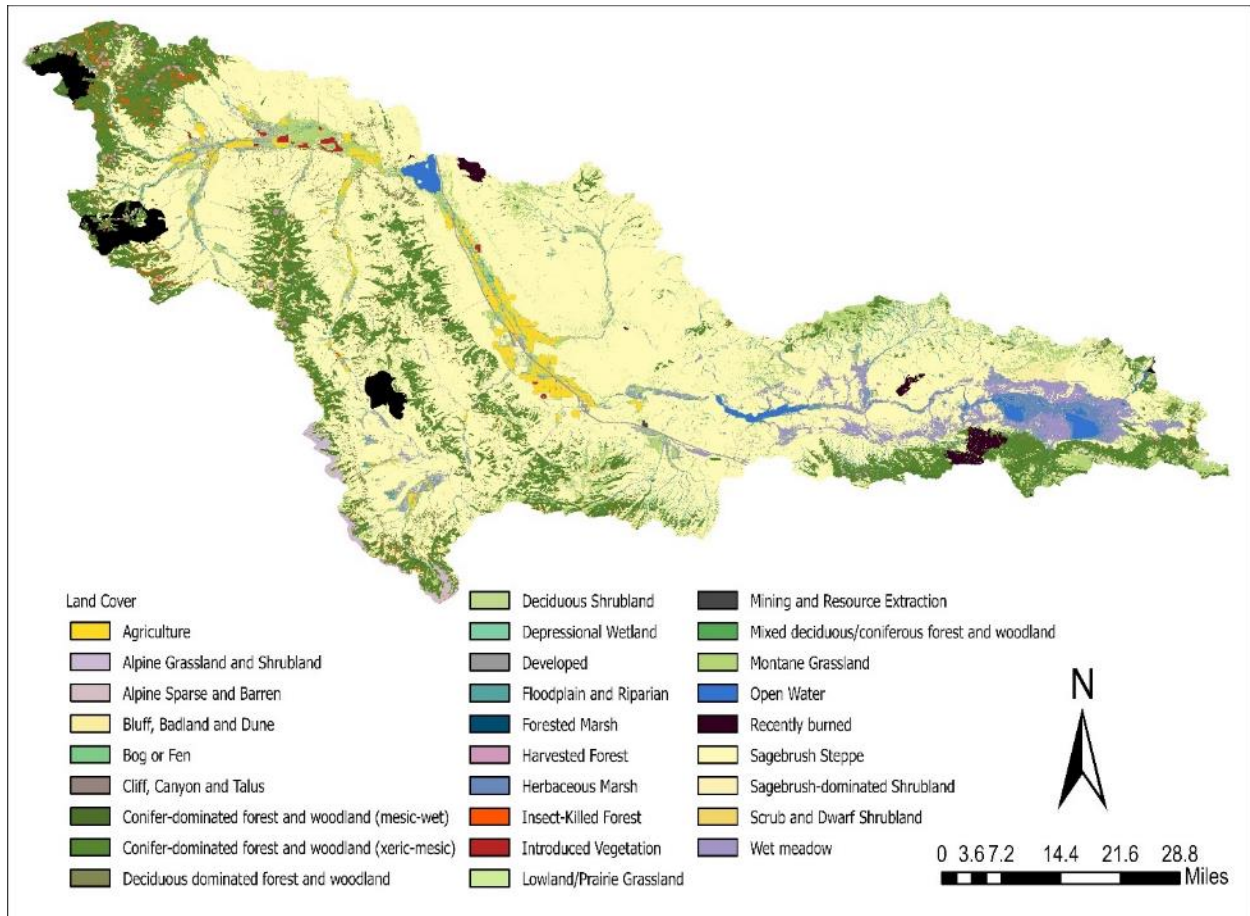 Land Cover
Agriculture
Alpine Grassland and Shrubland
Alpine Sparse and Barren
Bluff, Badland and Dune
Bog or Fen
Cliff, Canyon and Talus
Conifer-dominated forest and woodland (mesic-wet)
Conifer-dominated forest and woodland (xeric-mesic)
Deciduous dominated forest and woodland
Deciduous Shrubland
Depressional Wetland
Developed
Floodplain and Riparian
Forested Marsh
Harvested Forest
Herbaceous Marsh
Insect-Killed Forest
Introduced Vegetation
Lowland/Prairie Grassland
Mining and Resource Extraction
Mixed deciduous/coniferous forest and woodland
Montane Grassland
Open Water
Recently burned
Sagebrush Steppe
Sagebrush-dominated Shrubland
Scrub and Dwarf Shrubland
Wet meadow
N
0 3.6 7.2 14.4 21.6 28.8
Miles